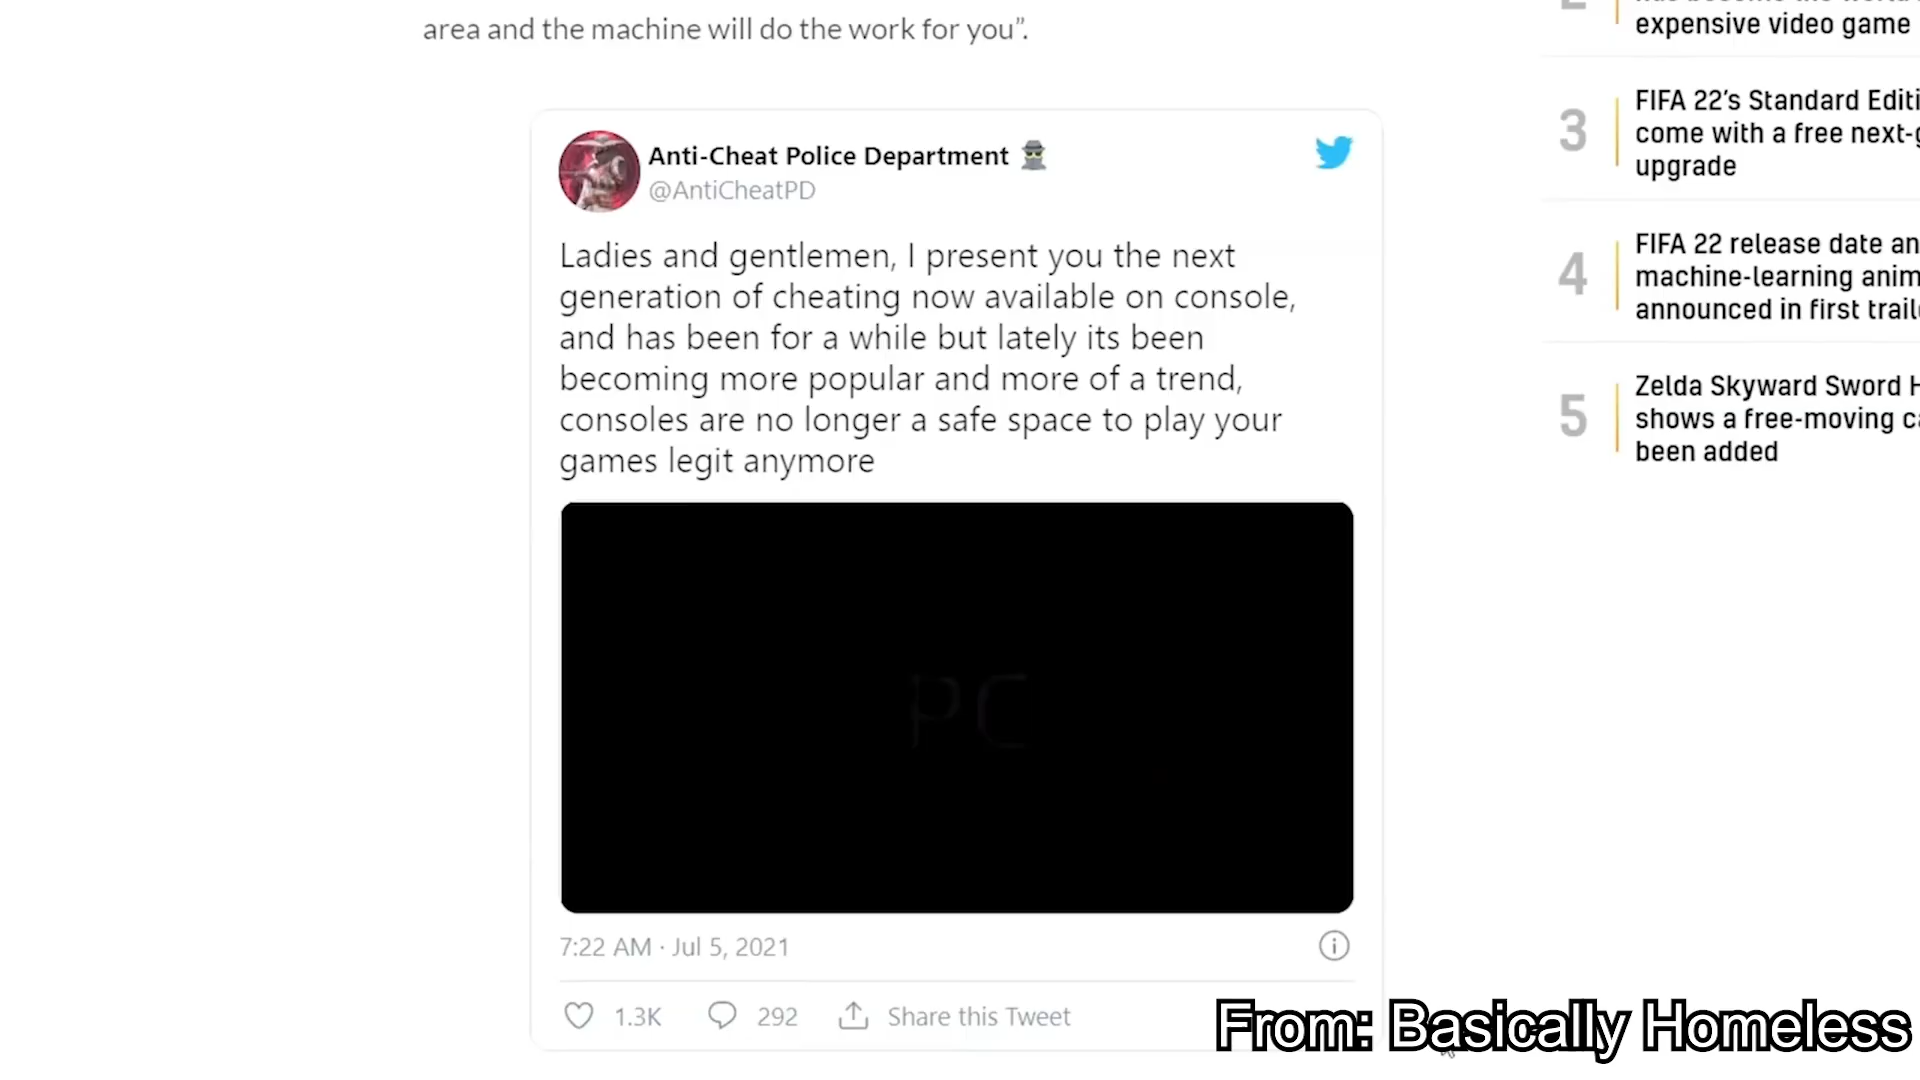 area and the machine will do the work for you”.
Anti-Cheat Police Department
@AntiCheatPD
Ladies and gentlemen, I present you the next
generation of cheating now available on console,
and has been for a while but lately its been
becoming more popular and more of a trend,
consoles are no longer a safe space to play your
games legit anymore
PC
7:22 AM · Jul 5, 2021
1.3K 292 Share this Tweet
expensive video game
3
FIFA 22’s Standard
come with a free
upgrade
4
FIFA 22 release date
machine-learning
announced in first
5
Zelda Skyward Sword
shows a free-moving
been added
From: Basically Homeless